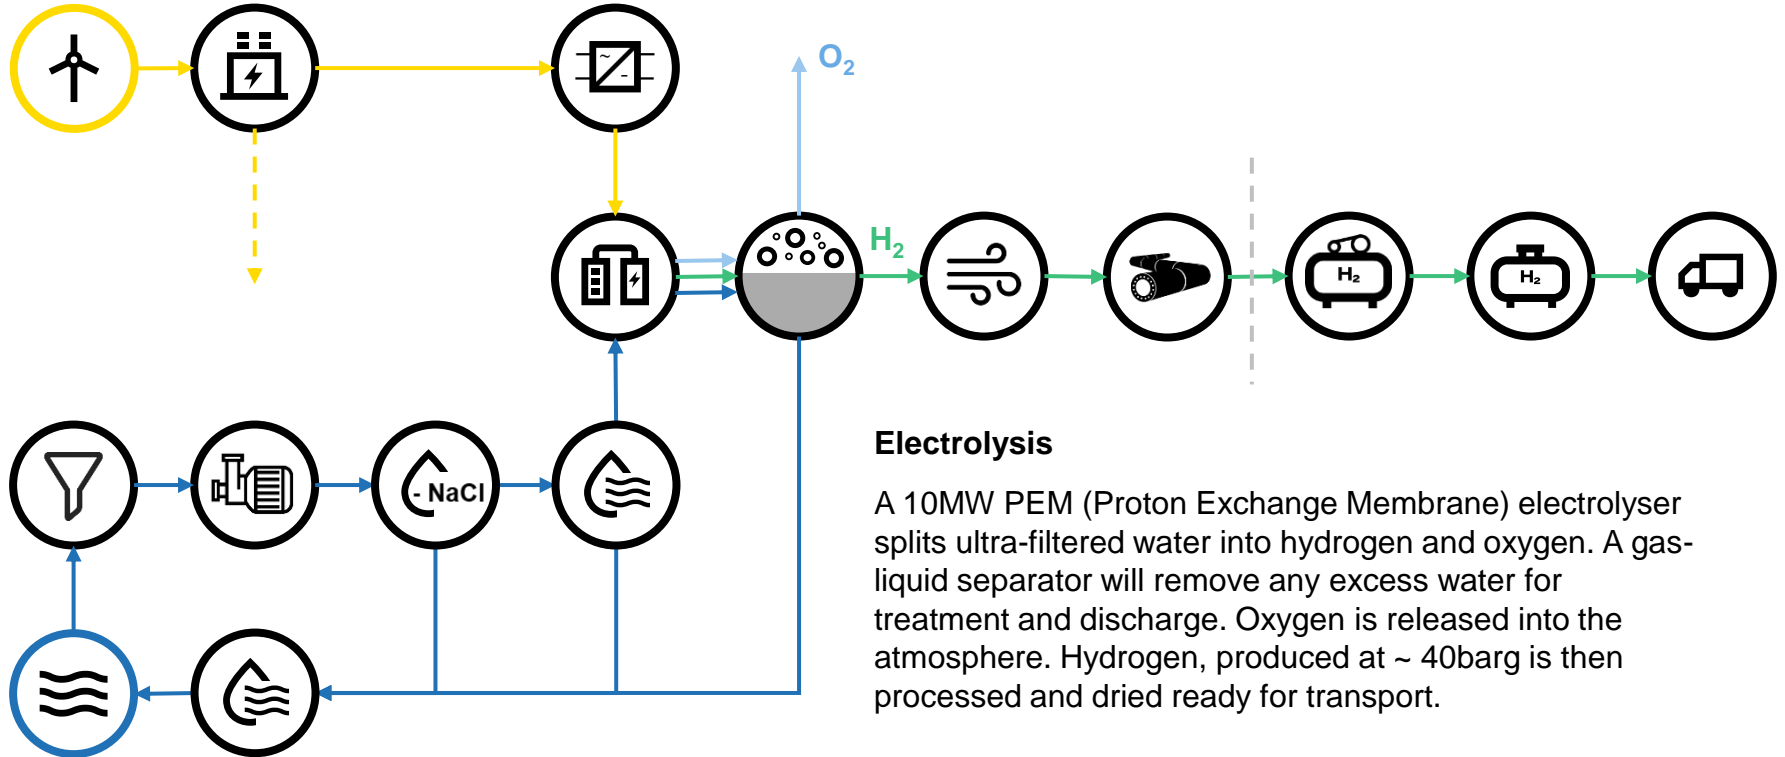 O₂
H₂
H₂
H₂
- NaCl
Electrolysis
A 10MW PEM (Proton Exchange Membrane) electrolyser
splits ultra-filtered water into hydrogen and oxygen. A gas-
liquid separator will remove any excess water for
treatment and discharge. Oxygen is released into the
atmosphere. Hydrogen, produced at ~ 40barg is then
processed and dried ready for transport.